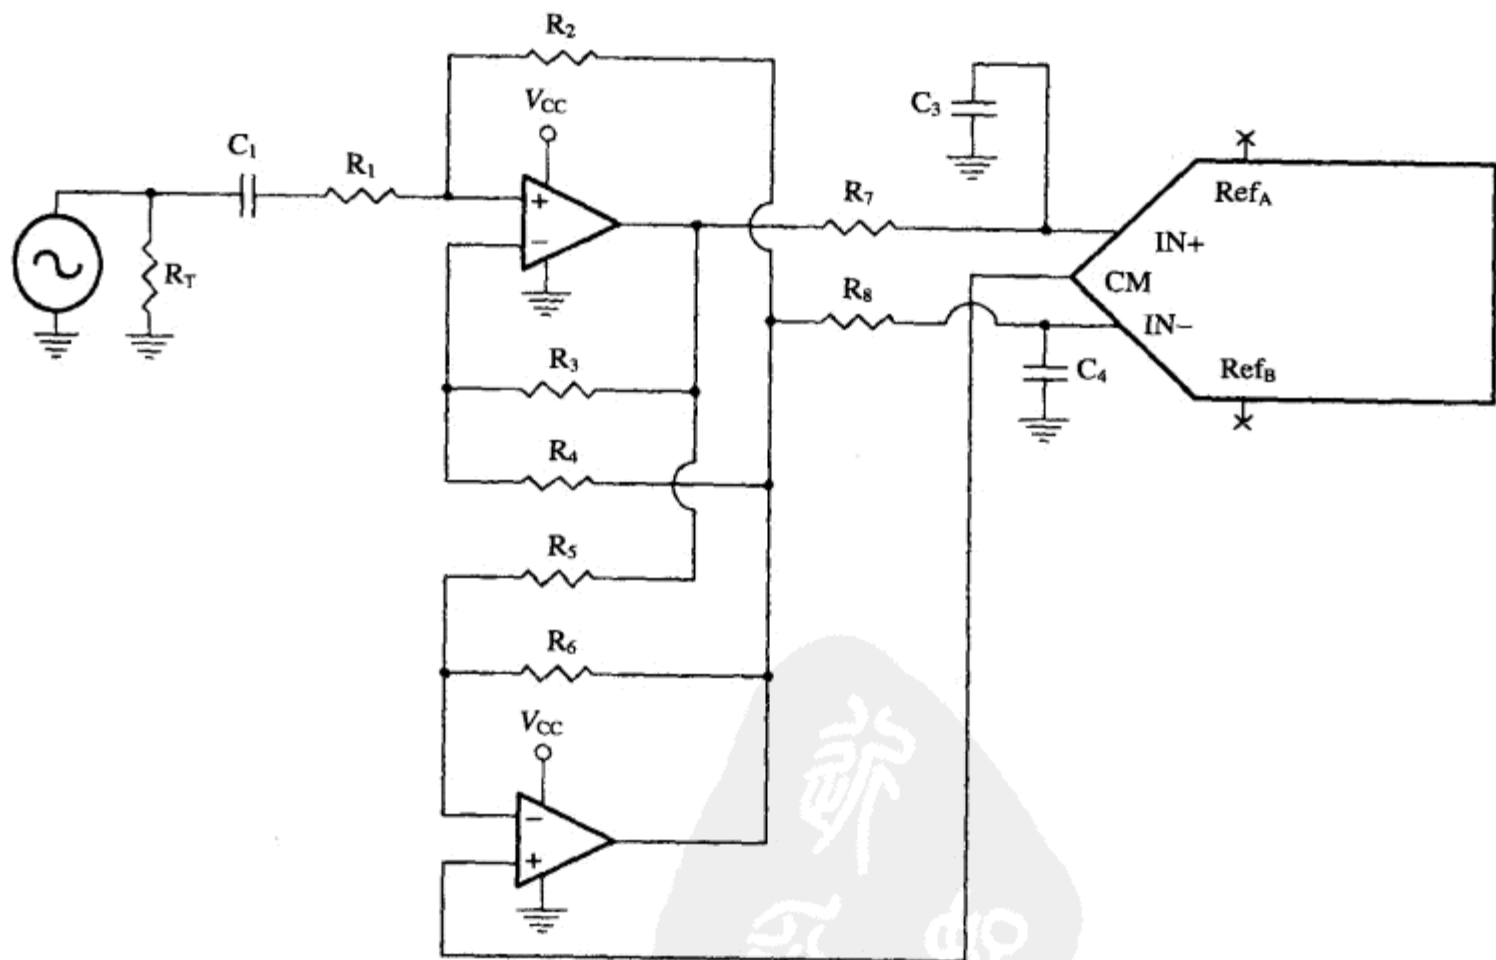 R2
VCC
C3
C1
R1
+
−
R7
RefA
IN+
RT
CM
R8
IN−
R3
C4
RefB
R4
R5
R6
VCC
−
+